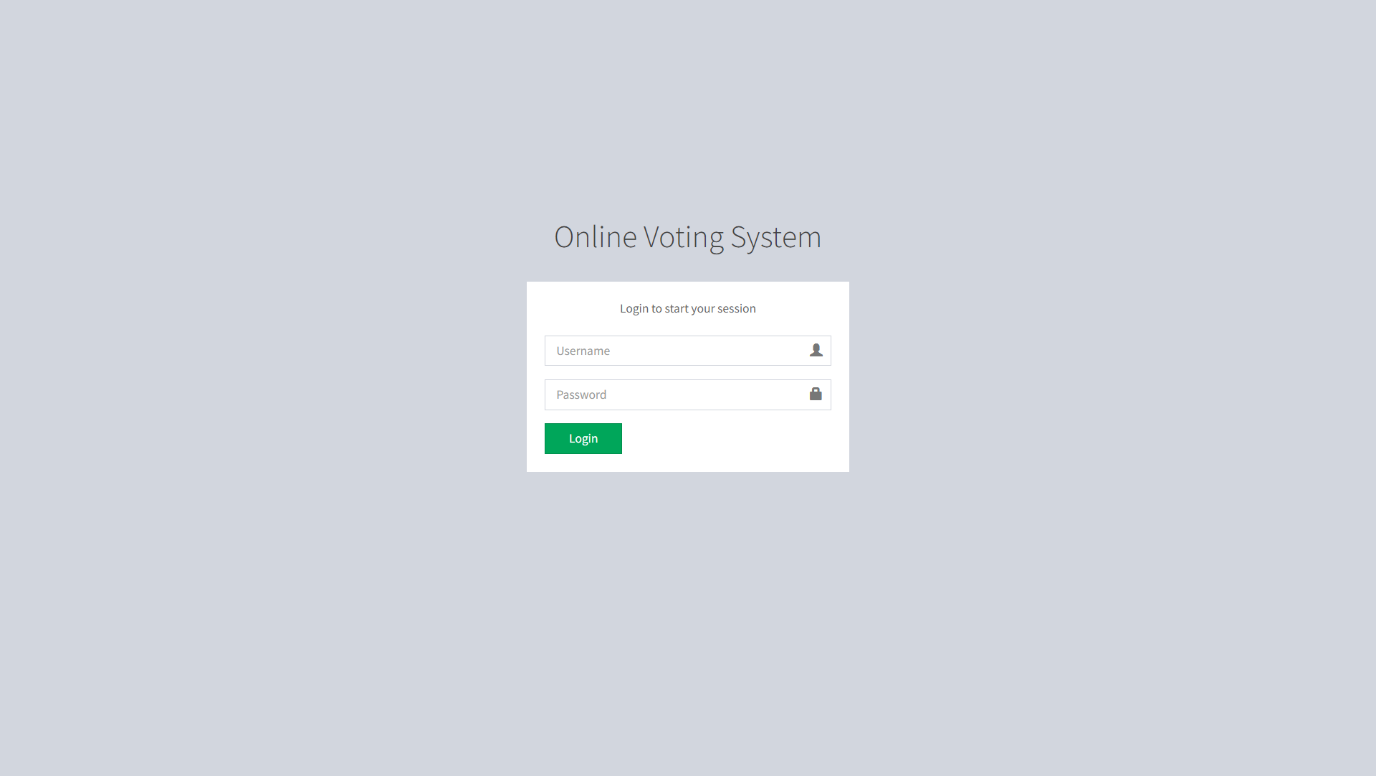 Online Voting System
Login to start your session
Username
Password
Login